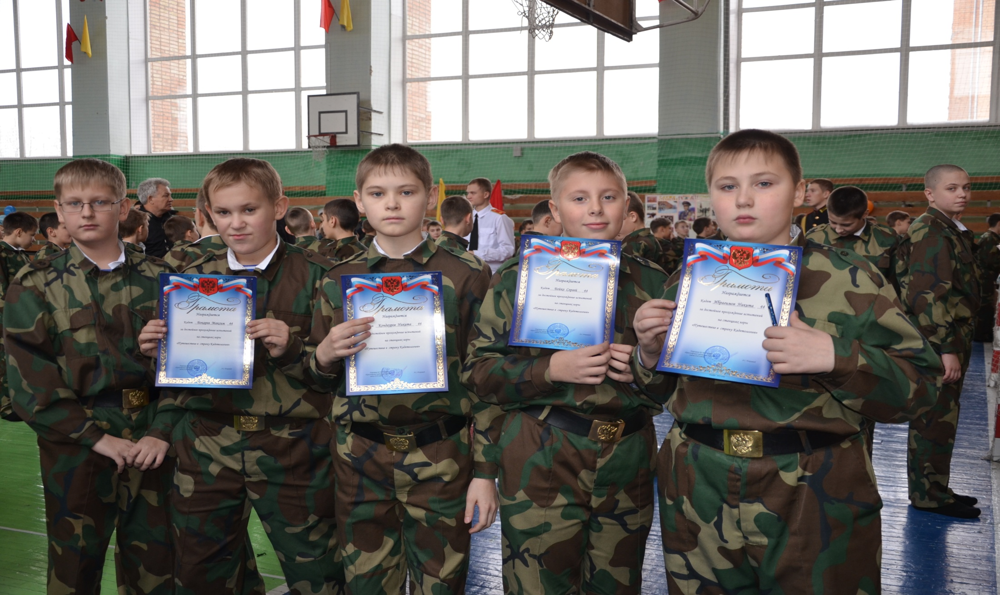 Грамота
Награждается
Кадет Бокарев Максим 44
за достойное прохождение испытаний
на станциях игры
«Путешествие в страну Кадетологию»
Грамота
Награждается
Кондауров Никита 44
достойное прохождение испытаний
на станциях игры
«Путешествие в страну Кадетологию»
Грамота
Награждается
Кадет Бойко Сергей 44
за достойное прохождение испытаний
на станциях игры
«Путешествие в страну Кадетологию»
Грамота
Награждается
Кадет Ибрагимов Никита 44
за достойное прохождение испытаний
на станциях игры
«Путешествие в страну Кадетологию»